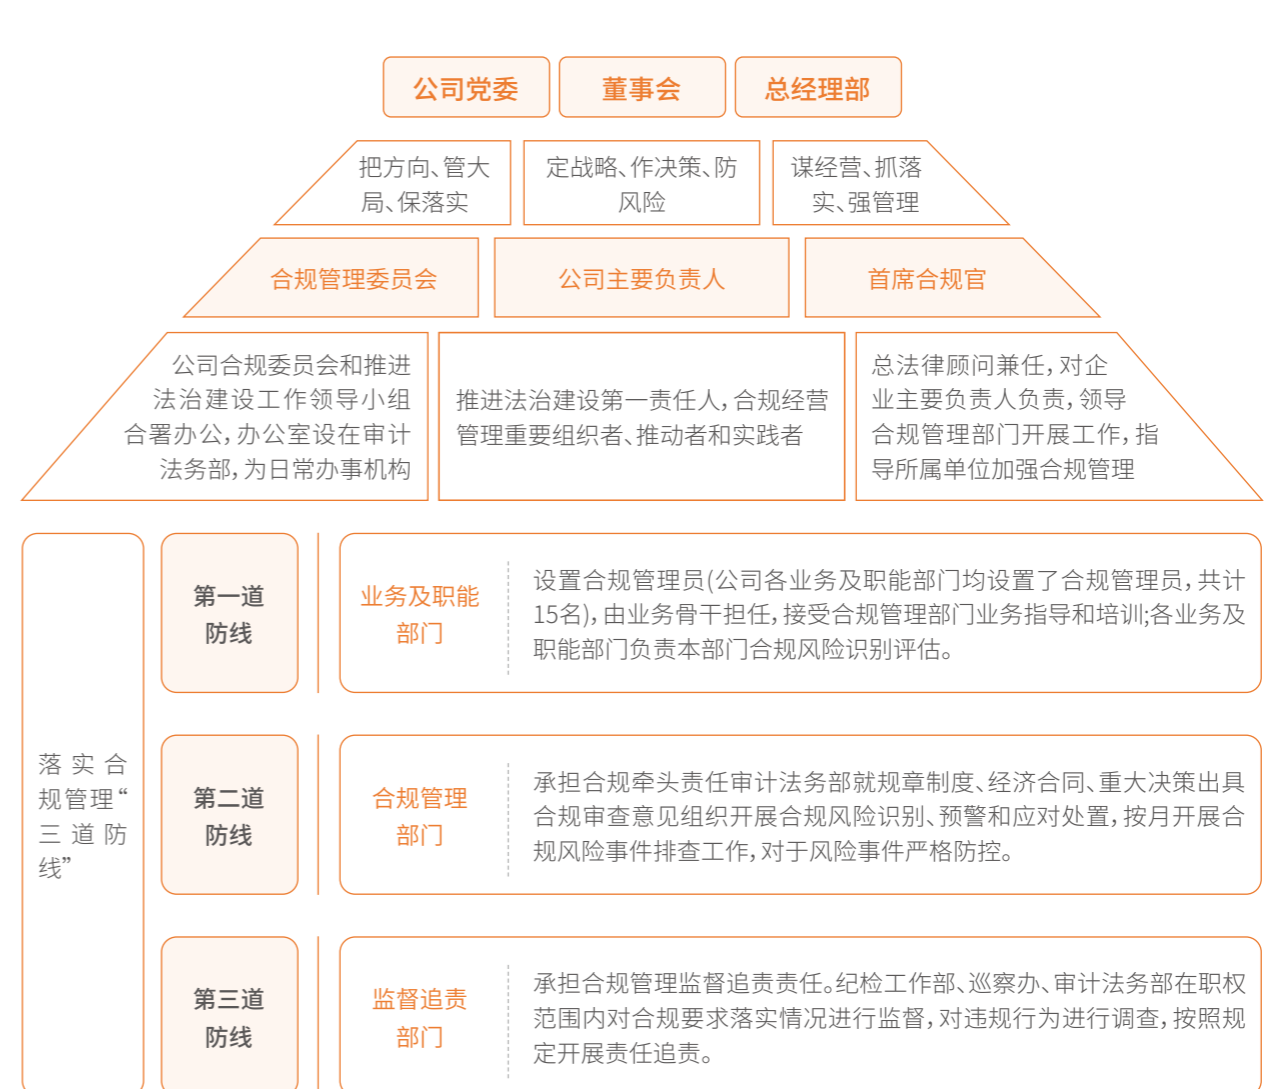 公司党委
董事会
总经理部
把方向、管大
局、保落实
定战略、作决策、防
风险
谋经营、抓落
实、强管理
合规管理委员会
公司主要负责人
首席合规官
公司合规委员会和推进
法治建设工作领导小组
合署办公，办公室设在审计
法务部，为日常办事机构
推进法治建设第一责任人，合规经营
管理重要组织者、推动者和实践者
总法律顾问兼任，对企
业主要负责人负责，领导
合规管理部门开展工作，指
导所属单位加强合规管理
落实合
规管理“
三道防
线”
第一道
防线
业务及职能
部门
设置合规管理员(公司各业务及职能部门均设置了合规管理员，共计
15名)，由业务骨干担任，接受合规管理部门业务指导和培训;各业务及
职能部门负责本部门合规风险识别评估。
第二道
防线
合规管理
部门
承担合规牵头责任审计法务部就规章制度、经济合同、重大决策出具
合规审查意见组织开展合规风险识别、预警和应对处置，按月开展合
规风险事件排查工作，对于风险事件严格防控。
第三道
防线
监督追责
部门
承担合规管理监督追责责任。纪检工作部、巡察办、审计法务部在职权
范围内对合规要求落实情况进行监督，对违规行为进行调查，按照规
定开展责任追责。